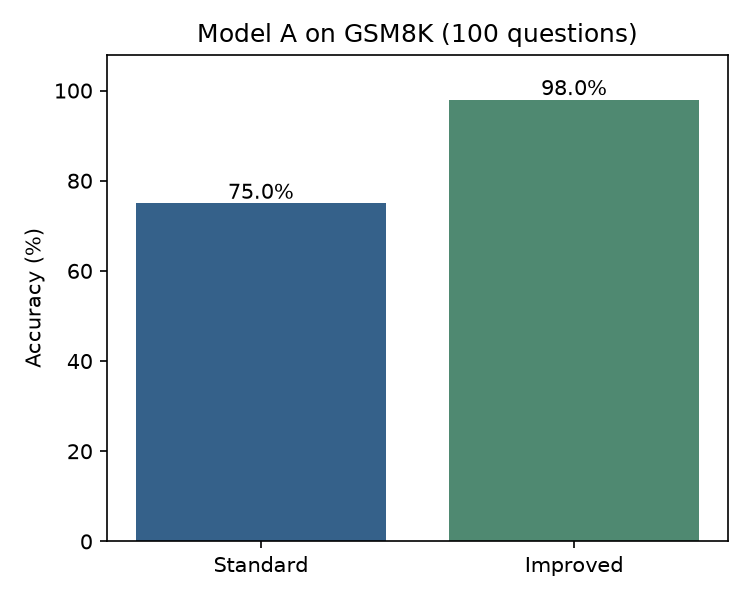 Model A on GSM8K (100 questions)
Accuracy (%)
100
80
60
40
20
0
75.0%
98.0%
Standard
Improved